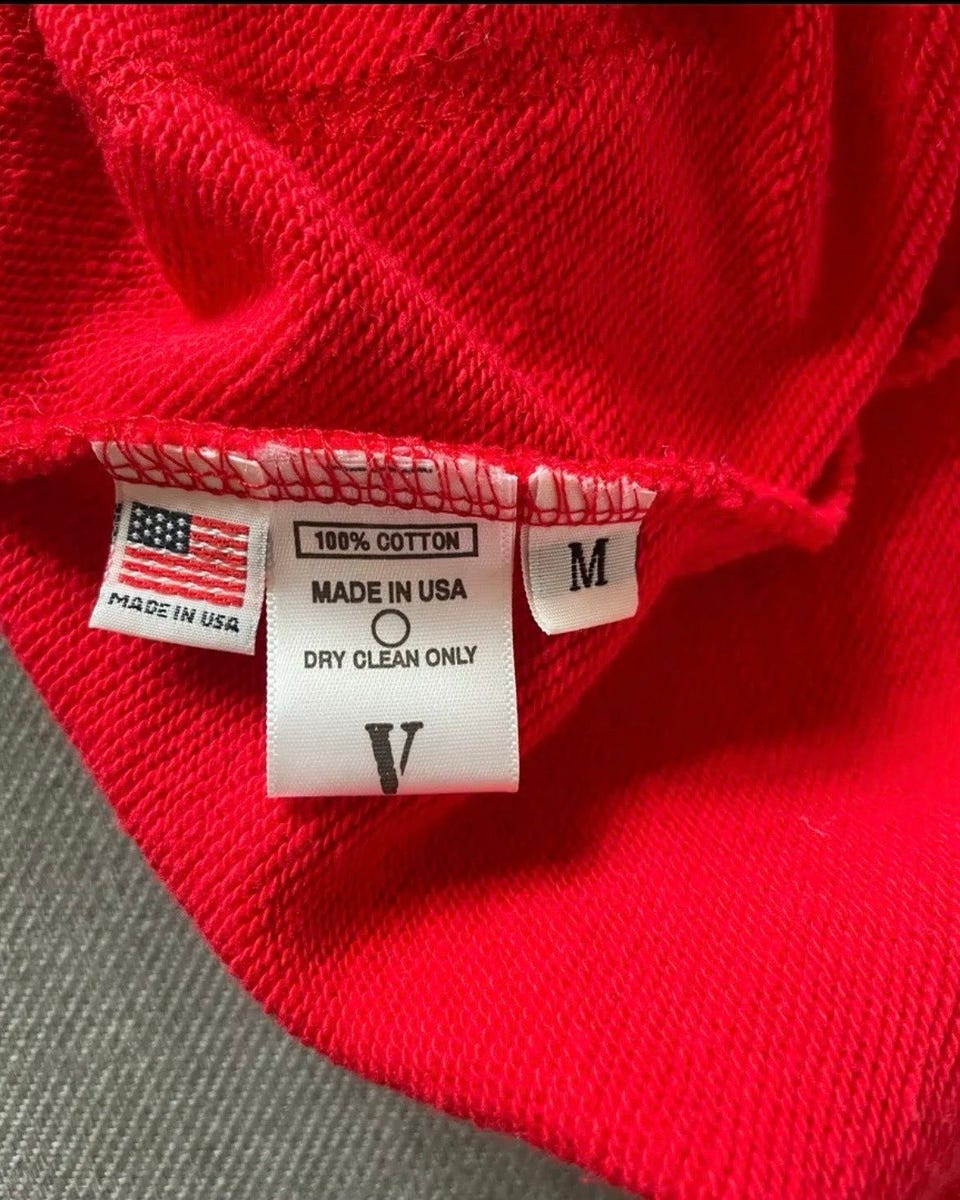 MADE IN USA
100% COTTON
MADE IN USA
DRY CLEAN ONLY
V
M